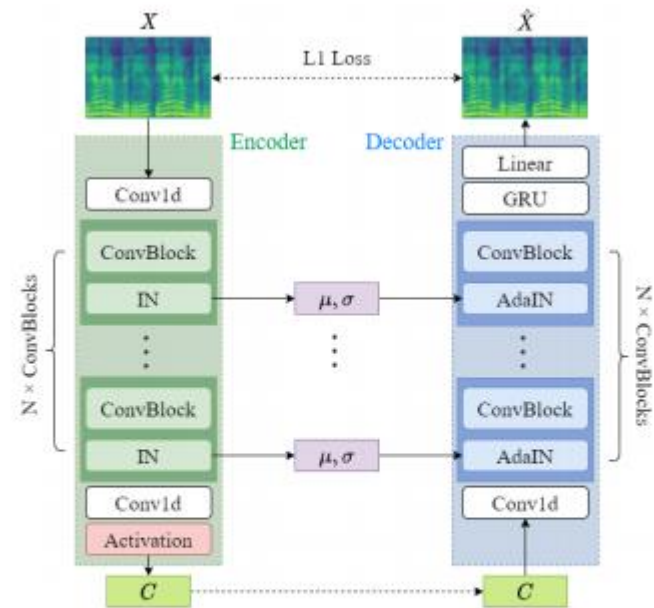 X
X̂
L1 Loss
Encoder
Decoder
Linear
Conv1d
GRU
ConvBlock
ConvBlock
IN
μ, σ
AdaIN
N × ConvBlocks
N × ConvBlocks
ConvBlock
ConvBlock
IN
μ, σ
AdaIN
Conv1d
Conv1d
Activation
C
C